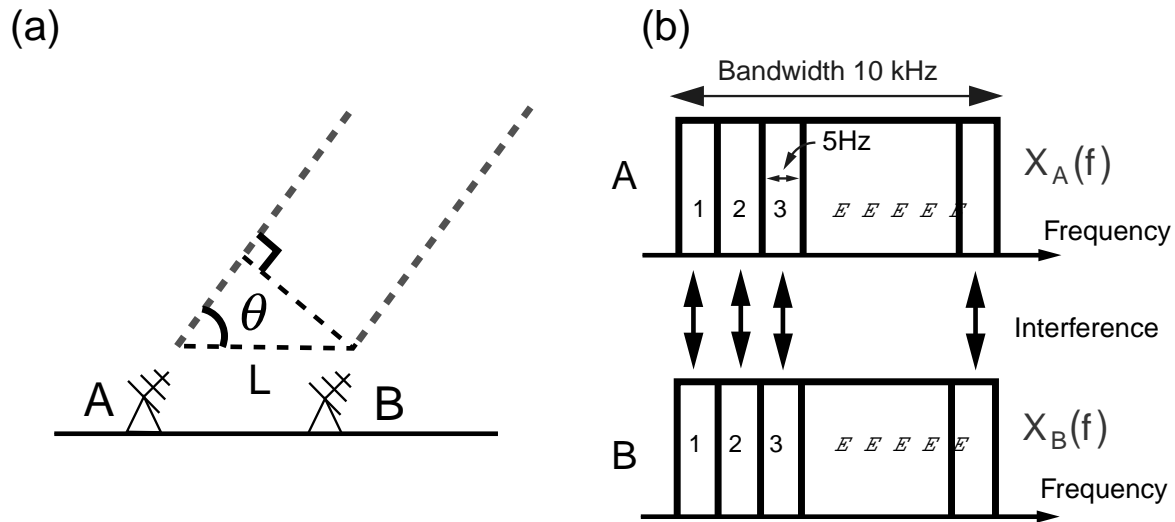 (a)
θ
L
A
B
(b)
Bandwidth 10 kHz
5Hz
A
1 2 3 E E E E E
X_A(f)
Frequency
Interference
B
1 2 3 E E E E E
X_B(f)
Frequency